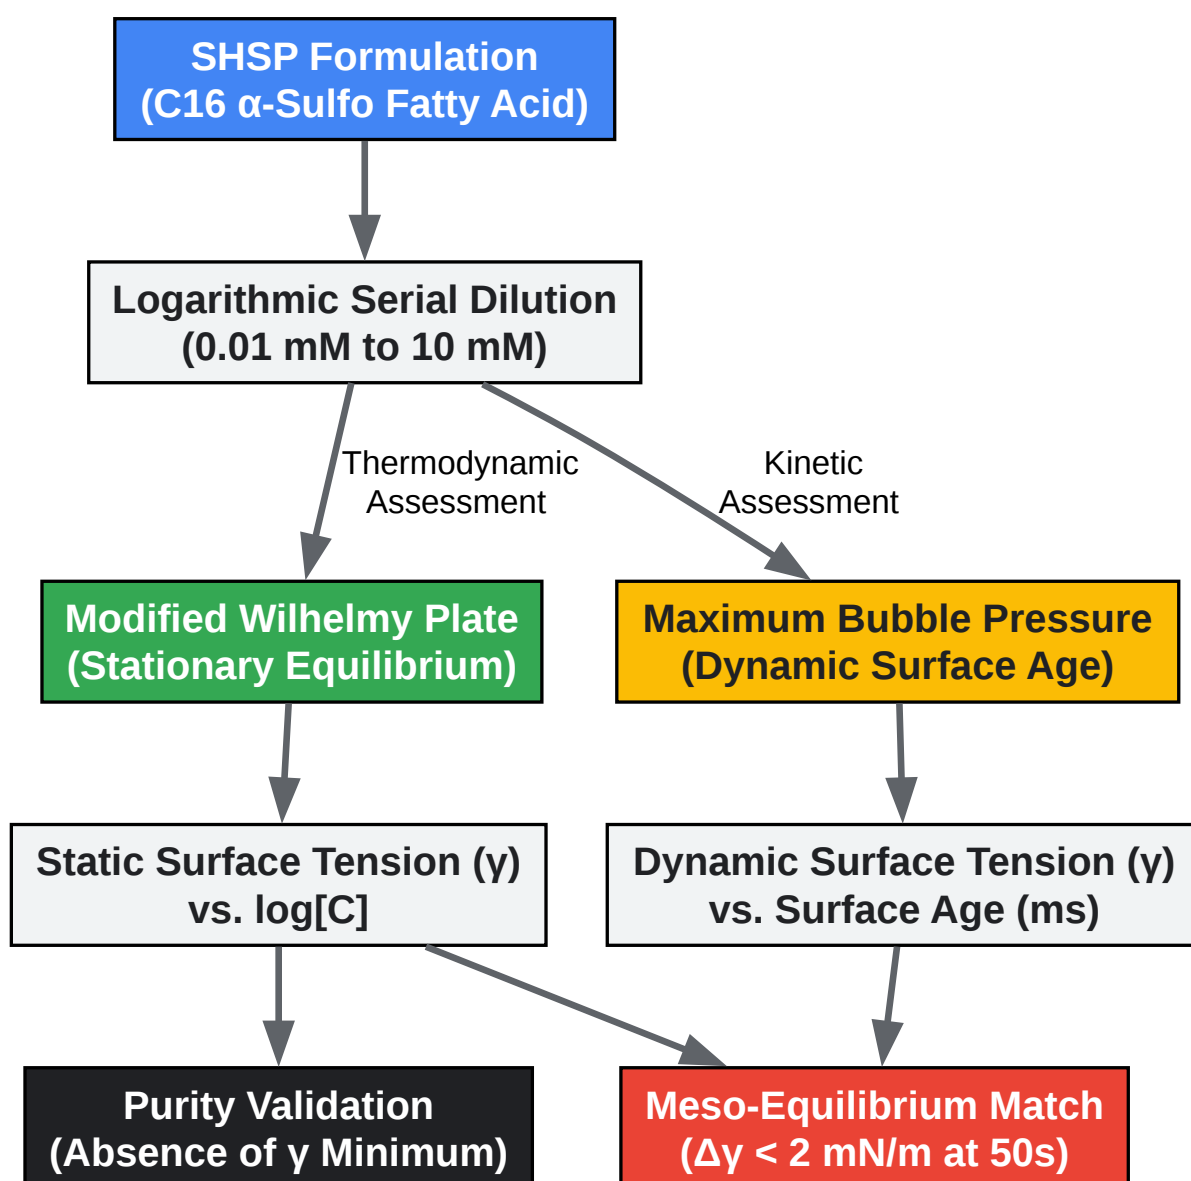 SHSP Formulation
(C16 α-Sulfo Fatty Acid)
Logarithmic Serial Dilution
(0.01 mM to 10 mM)
Thermodynamic
Assessment
Kinetic
Assessment
Modified Wilhelmy Plate
(Stationary Equilibrium)
Maximum Bubble Pressure
(Dynamic Surface Age)
Static Surface Tension (γ)
vs. log[C]
Dynamic Surface Tension (γ)
vs. Surface Age (ms)
Purity Validation
(Absence of γ Minimum)
Meso-Equilibrium Match
(Δγ < 2 mN/m at 50s)